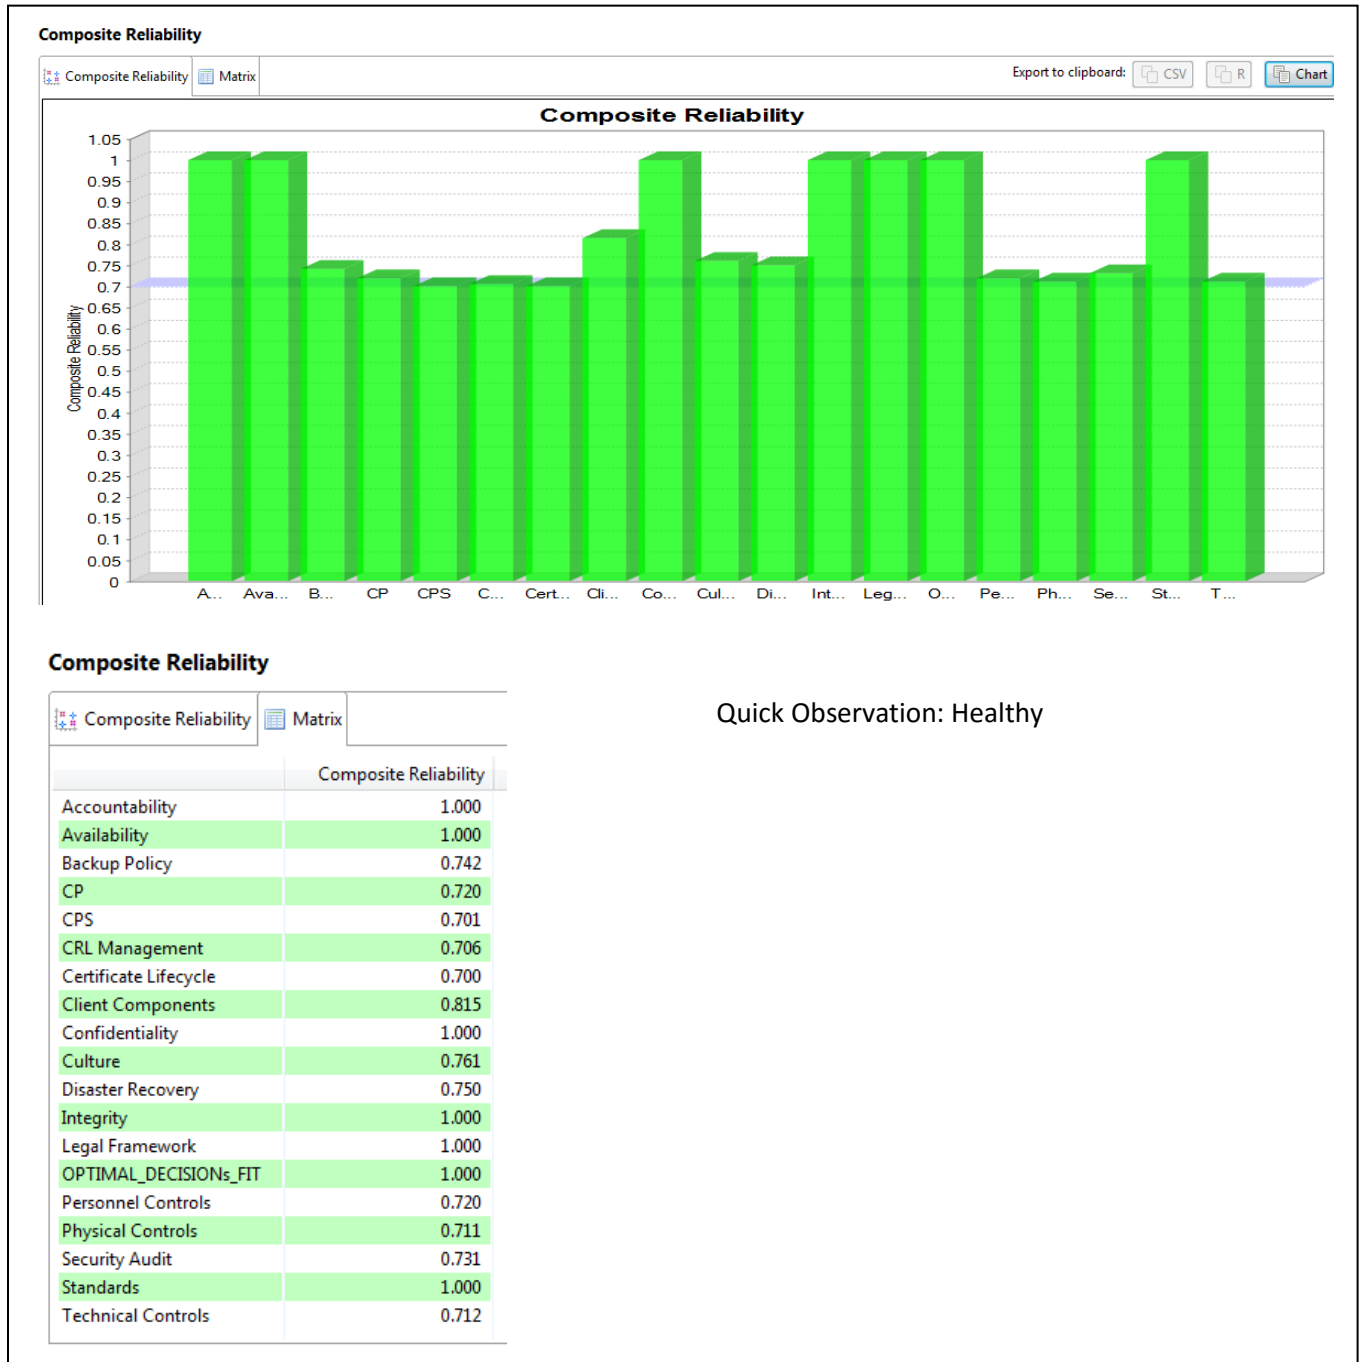 Composite Reliability
Composite Reliability Matrix Export to clipboard: CSV R Chart
Composite Reliability
1.05
1
0.95
0.9
0.85
0.8
0.75
0.7
0.65
0.6
0.55
0.5
0.45
0.4
0.35
0.3
0.25
0.2
0.15
0.1
0.05
0
Composite Reliability
A... Ava... B... CP CPS C... Cert... Cli... Co... Cul... Di... Int... Leg... O... Pe... Ph... Se... St... T...
Composite Reliability
Composite Reliability Matrix
Quick Observation: Healthy
Composite Reliability
Accountability 1.000
Availability 1.000
Backup Policy 0.742
CP 0.720
CPS 0.701
CRL Management 0.706
Certificate Lifecycle 0.700
Client Components 0.815
Confidentiality 1.000
Culture 0.761
Disaster Recovery 0.750
Integrity 1.000
Legal Framework 1.000
OPTIMAL_DECISIONs_FIT 1.000
Personnel Controls 0.720
Physical Controls 0.711
Security Audit 0.731
Standards 1.000
Technical Controls 0.712